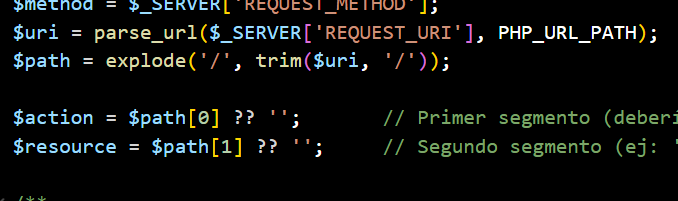 $method = $_SERVER['REQUEST_METHOD'];
$uri = parse_url($_SERVER['REQUEST_URI'], PHP_URL_PATH);
$path = explode('/', trim($uri, '/'));
$action = $path[0] ?? '';       // Primer segmento (deberí
$resource = $path[1] ?? '';     // Segundo segmento (ej: '
/**